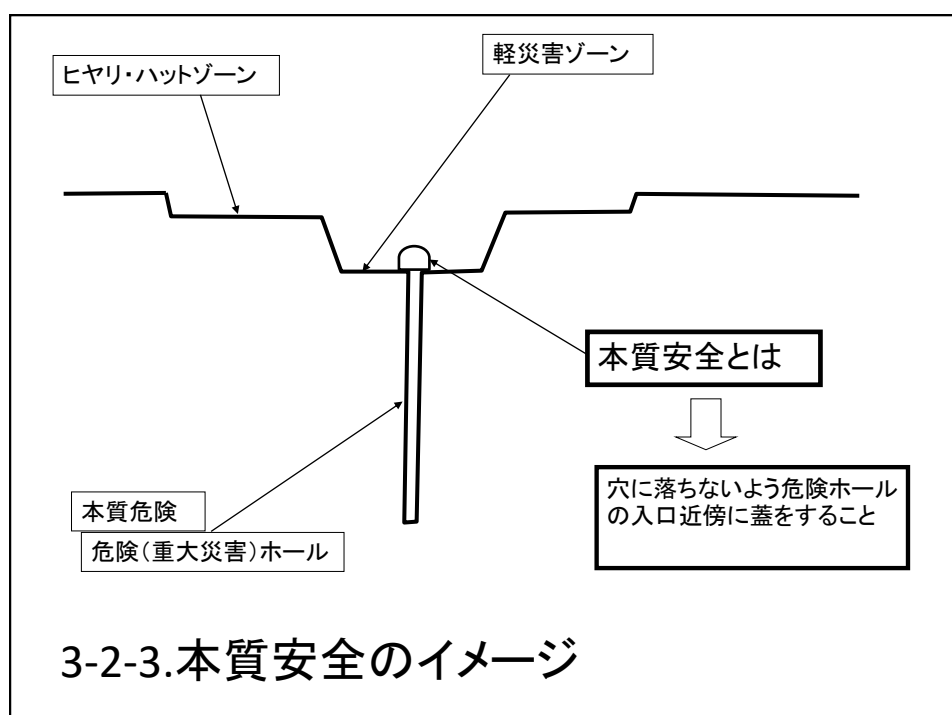 ヒヤリ・ハットゾーン
軽災害ゾーン
本質安全とは
穴に落ちないよう危険ホール
の入口近傍に蓋をすること
本質危険
危険(重大災害)ホール
3-2-3.本質安全のイメージ